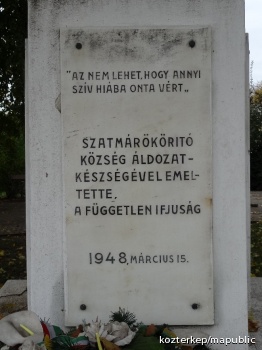 „AZ NEM LEHET, HOGY ANNYI
SZÍV HIÁBA ONTA VÉRT„
SZATMÁRÖKÖRITÓ
KÖZSÉG ÁLDOZAT-
KÉSZSÉGÉVEL EMEL-
TETTE,
A FÜGGETLEN IFJUSÁG
1948, MÁRCIUS 15.
kozterkep/mapublic